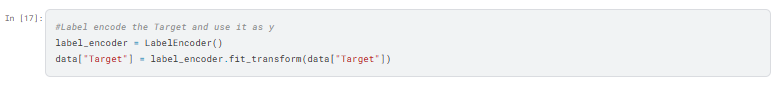 In [17]:
#Label encode the Target and use it as y
label_encoder = LabelEncoder()
data["Target"] = label_encoder.fit_transform(data["Target"])